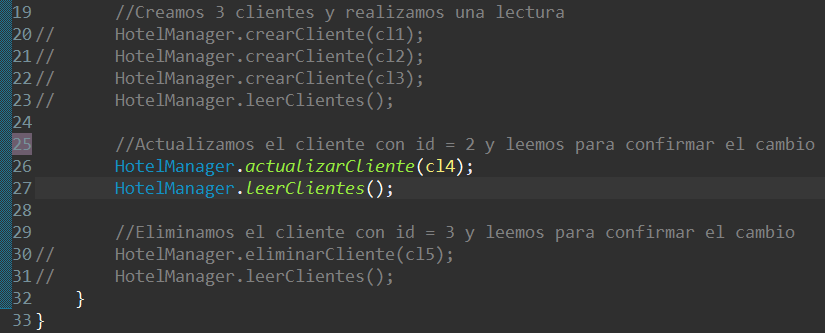 19        //Creamos 3 clientes y realizamos una lectura
20//      HotelManager.crearCliente(cl1);
21//      HotelManager.crearCliente(cl2);
22//      HotelManager.crearCliente(cl3);
23//      HotelManager.leerClientes();
24
25        //Actualizamos el cliente con id = 2 y leemos para confirmar el cambio
26        HotelManager.actualizarCliente(cl4);
27        HotelManager.leerClientes();
28
29        //Eliminamos el cliente con id = 3 y leemos para confirmar el cambio
30//      HotelManager.eliminarCliente(cl5);
31//      HotelManager.leerClientes();
32    }
33}